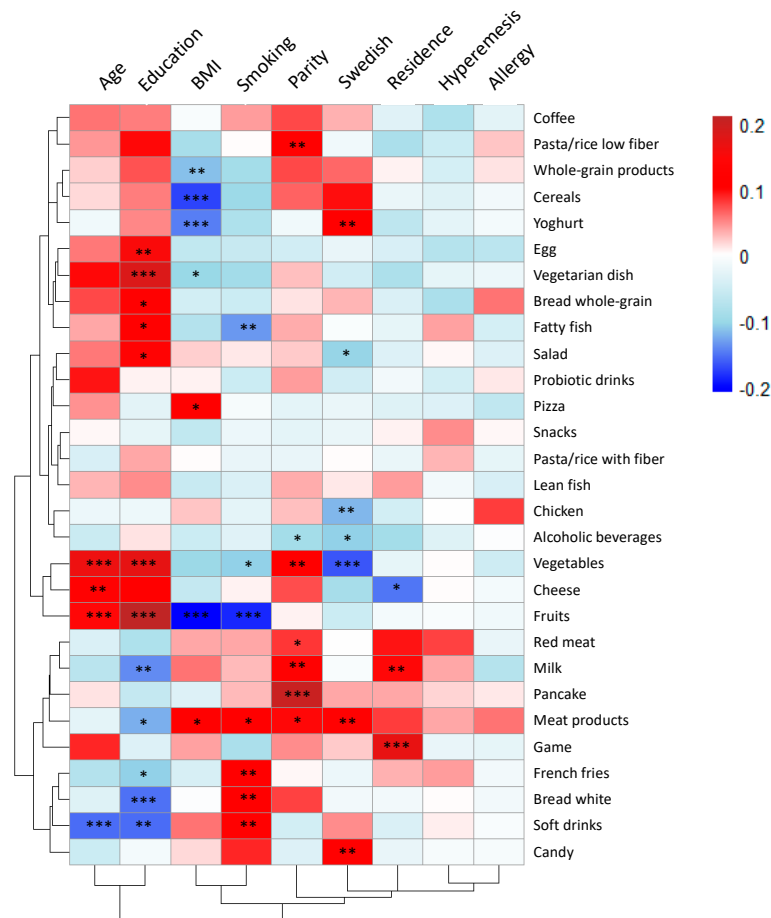 Age Education BMI Smoking Parity Swedish Residence Hyperemesis Allergy
Coffee
** Pasta/rice low fiber
** Whole-grain products
*** Cereals
*** ** Yoghurt
** Egg
*** * Vegetarian dish
* Bread whole-grain
* ** Fatty fish
* * Salad
Probiotic drinks
* Pizza
Snacks
Pasta/rice with fiber
Lean fish
** Chicken
* * Alcoholic beverages
*** *** * ** *** Vegetables
** * Cheese
*** *** *** *** Fruits
* Red meat
** ** ** Milk
*** Pancake
* * * * ** Meat products
*** Game
* ** French fries
*** ** Bread white
*** ** ** Soft drinks
** Candy
0.2
0.1
0
-0.1
-0.2